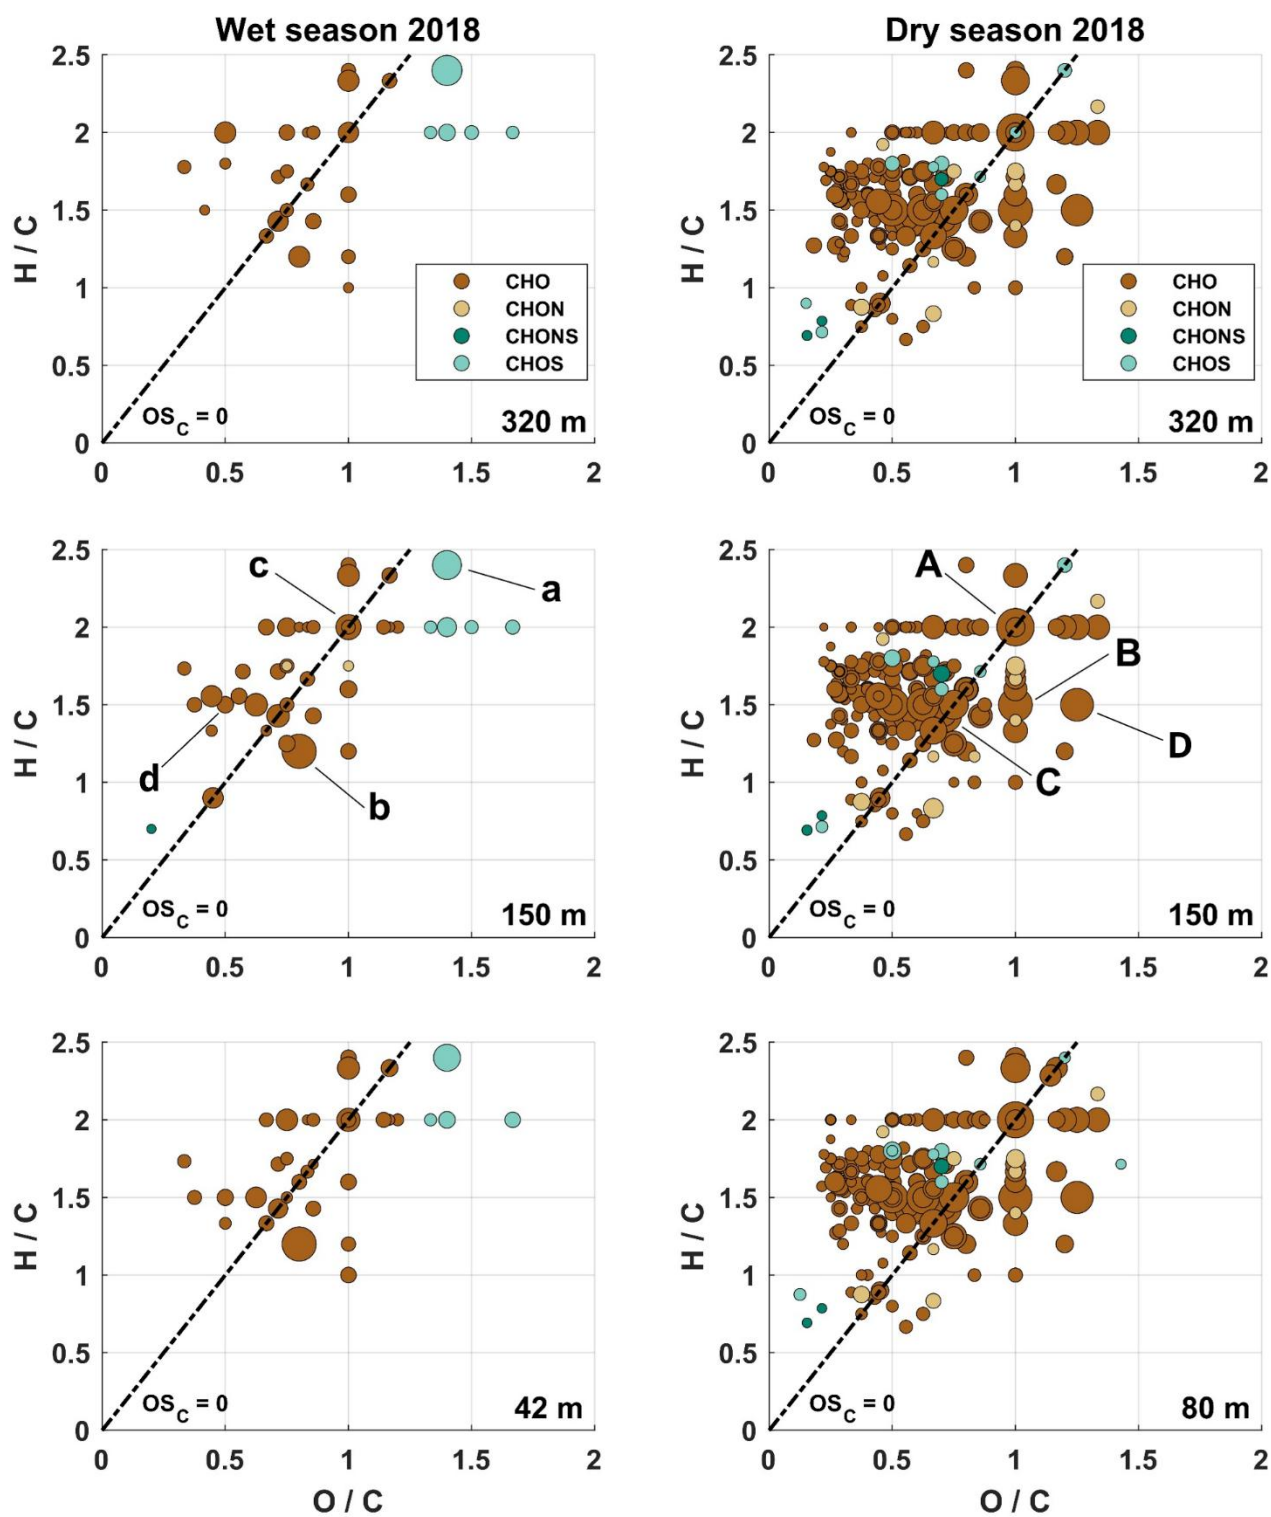 Wet season 2018
2.5
2
1.5
1
0.5
0
H / C
CHO
CHON
CHONS
CHOS
OSC = 0
320 m
0 0.5 1 1.5 2
Dry season 2018
2.5
2
1.5
1
0.5
0
H / C
CHO
CHON
CHONS
CHOS
OSC = 0
320 m
0 0.5 1 1.5 2
2.5
2
1.5
1
0.5
0
H / C
c
a
d
b
OSC = 0
150 m
0 0.5 1 1.5 2
2.5
2
1.5
1
0.5
0
H / C
A
B
D
C
OSC = 0
150 m
0 0.5 1 1.5 2
2.5
2
1.5
1
0.5
0
H / C
OSC = 0
42 m
0 0.5 1 1.5 2
O / C
2.5
2
1.5
1
0.5
0
H / C
OSC = 0
80 m
0 0.5 1 1.5 2
O / C